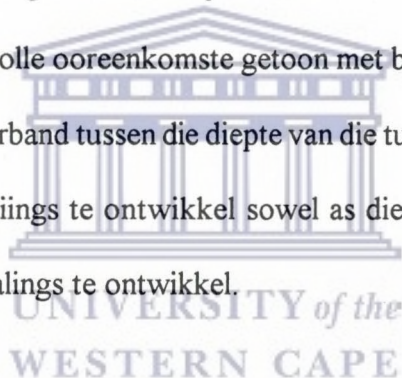 olle ooreenkomste getoon met b
rband tussen die diepte van die tu
iings te ontwikkel sowel as die
alings te ontwikkel.
UNIVERSITY of the
WESTERN CAPE